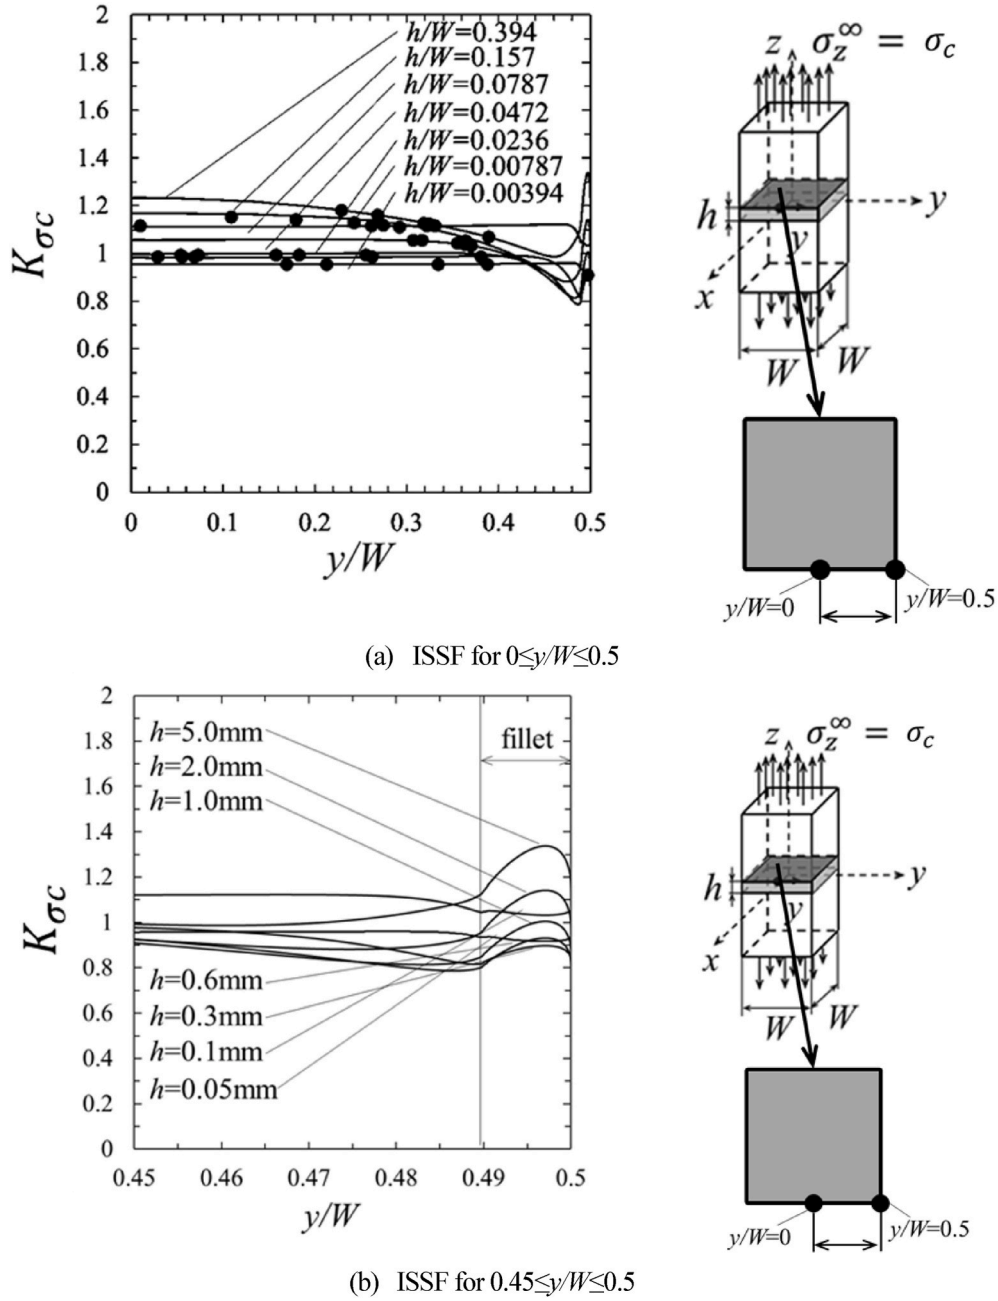 2
1.8
1.6
1.4
1.2
1
0.8
0.6
0.4
0.2
0
Kσc
h/W=0.394
h/W=0.157
h/W=0.0787
h/W=0.0472
h/W=0.0236
h/W=0.00787
h/W=0.00394
0 0.1 0.2 0.3 0.4 0.5
y/W
z σz∞ = σc
h
y
y
x
W W
y/W=0 y/W=0.5
(a) ISSF for 0≤y/W≤0.5
2
1.8
1.6
1.4
1.2
1
0.8
0.6
0.4
0.2
0
Kσc
h=5.0mm
h=2.0mm
h=1.0mm
fillet
h=0.6mm
h=0.3mm
h=0.1mm
h=0.05mm
0.45 0.46 0.47 0.48 0.49 0.5
y/W
z σz∞ = σc
h
y
y
x
W W
y/W=0 y/W=0.5
(b) ISSF for 0.45≤y/W≤0.5